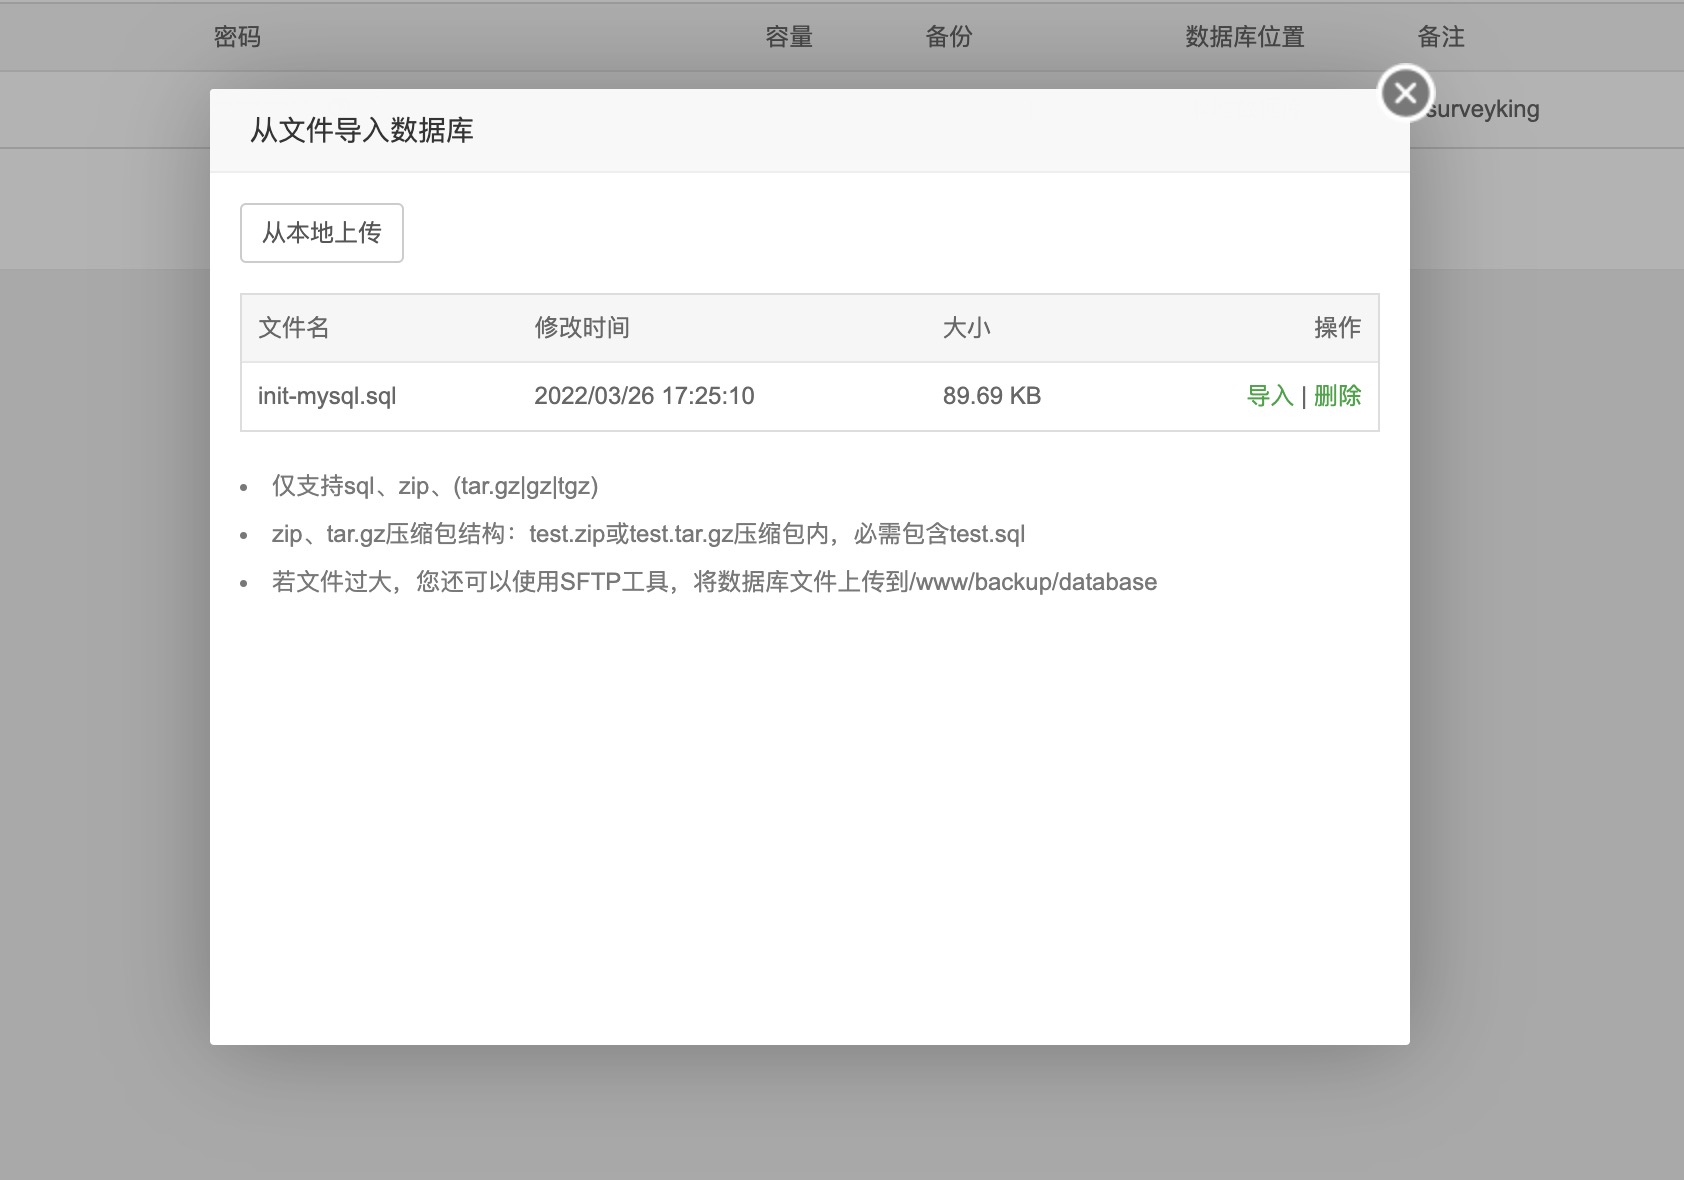 密码 容量 备份 数据库位置 备注
surveyking
从文件导入数据库
从本地上传
文件名 修改时间 大小 操作
init-mysql.sql 2022/03/26 17:25:10 89.69 KB 导入 | 删除
仅支持sql、zip、(tar.gz|gz|tgz)
zip、tar.gz压缩包结构：test.zip或test.tar.gz压缩包内，必需包含test.sql
若文件过大，您还可以使用SFTP工具，将数据库文件上传到/www/backup/database